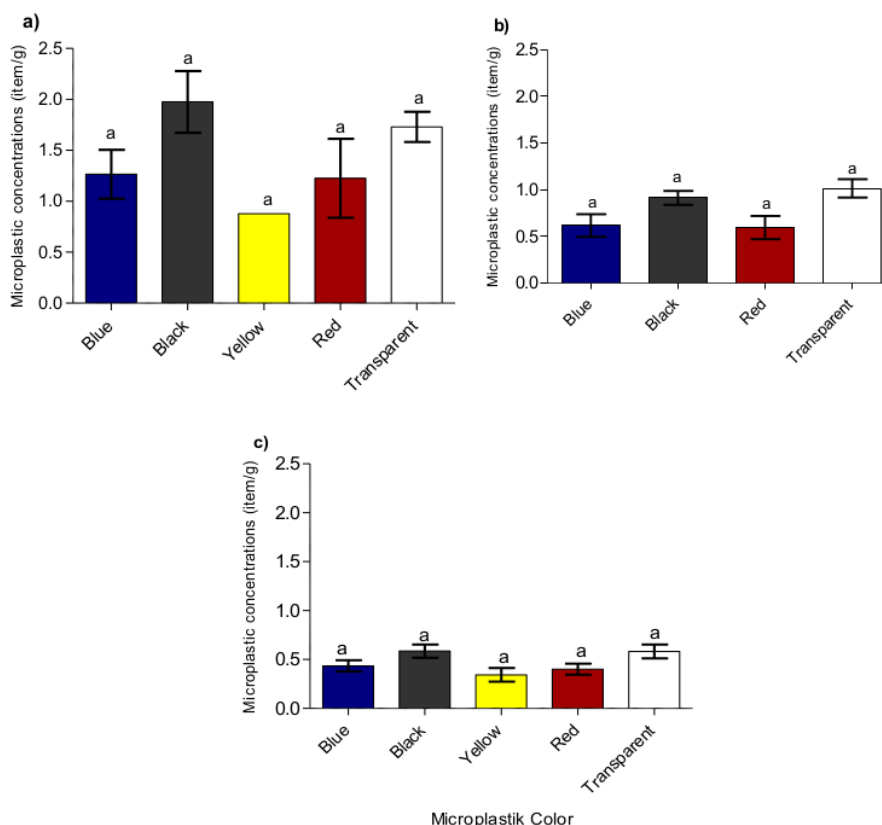 a)
Microplastic concentrations (item/g)
2.5
2.0
1.5
1.0
0.5
0.0
a
a
a
a
a
Blue
Black
Yellow
Red
Transparent
b)
Microplastic concentrations (item/g)
2.5
2.0
1.5
1.0
0.5
0.0
a
a
a
a
Blue
Black
Red
Transparent
c)
Microplastic concentrations (item/g)
2.5
2.0
1.5
1.0
0.5
0.0
a
a
a
a
a
Blue
Black
Yellow
Red
Transparent
Microplastik Color